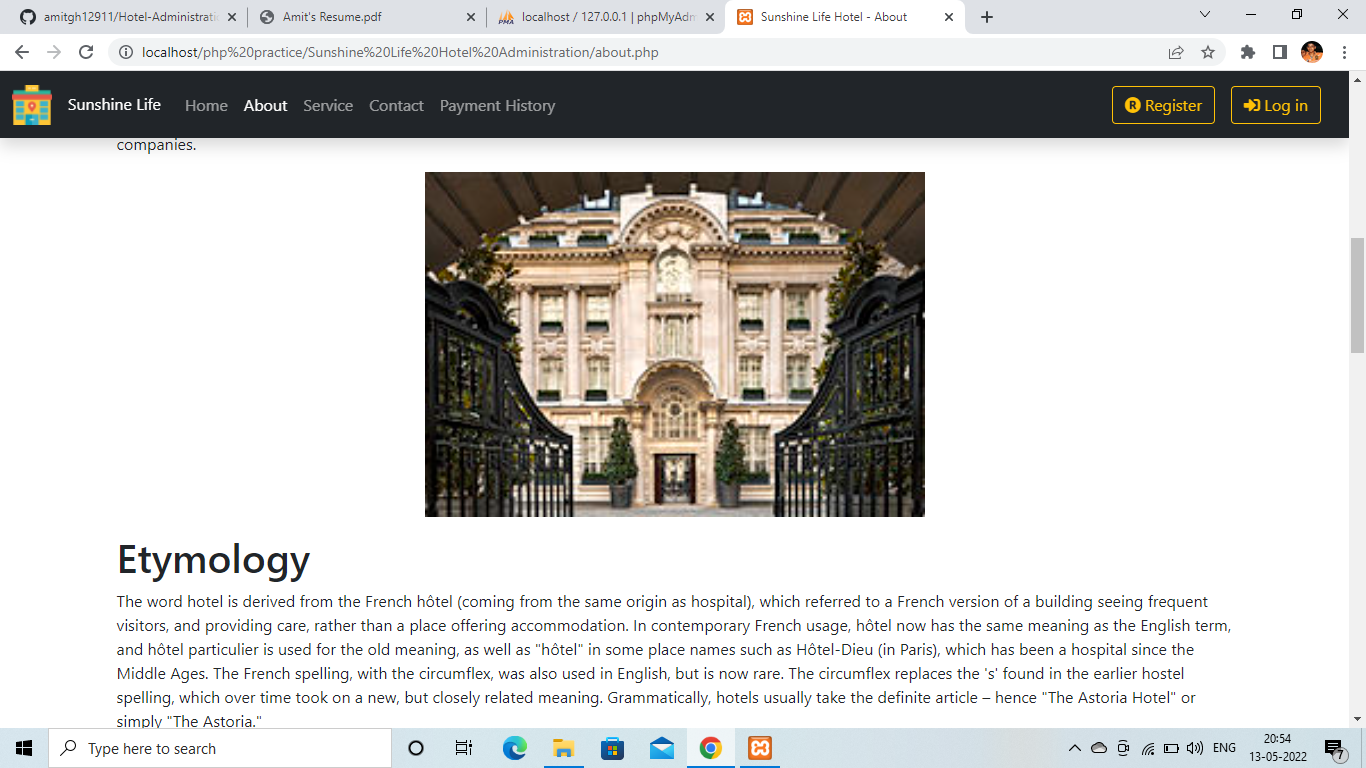 amitgh12911/Hotel-Administrati
Amit's Resume.pdf
localhost / 127.0.0.1 | phpMyAdm
Sunshine Life Hotel - About
localhost/php%20practice/Sunshine%20Life%20Hotel%20Administration/about.php
Sunshine Life
Home
About
Service
Contact
Payment History
R Register
Log in
companies.
Etymology
The word hotel is derived from the French hôtel (coming from the same origin as hospital), which referred to a French version of a building seeing frequent
visitors, and providing care, rather than a place offering accommodation. In contemporary French usage, hôtel now has the same meaning as the English term,
and hôtel particulier is used for the old meaning, as well as "hôtel" in some place names such as Hôtel-Dieu (in Paris), which has been a hospital since the
Middle Ages. The French spelling, with the circumflex, was also used in English, but is now rare. The circumflex replaces the 's' found in the earlier hostel
spelling, which over time took on a new, but closely related meaning. Grammatically, hotels usually take the definite article – hence "The Astoria Hotel" or
simply "The Astoria."
Type here to search
ENG
20:54
13-05-2022
7